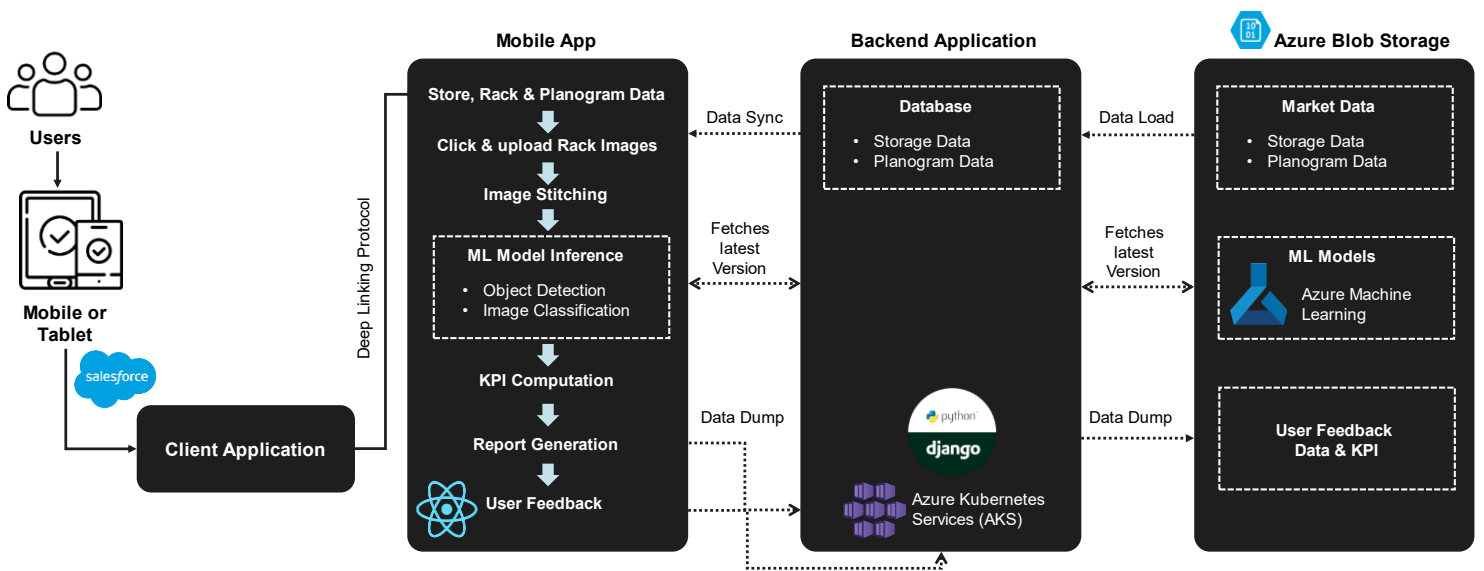 Users
Mobile or
Tablet
salesforce
Client Application
Deep Linking Protocol
Mobile App
Store, Rack & Planogram Data
Click & upload Rack Images
Image Stitching
ML Model Inference
• Object Detection
• Image Classification
KPI Computation
Report Generation
User Feedback
Data Sync
Fetches
latest
Version
Data Dump
Backend Application
Database
• Storage Data
• Planogram Data
python
django
Azure Kubernetes
Services (AKS)
Data Load
Fetches
latest
Version
Data Dump
10
01
Azure Blob Storage
Market Data
• Storage Data
• Planogram Data
ML Models
Azure Machine
Learning
User Feedback
Data & KPI